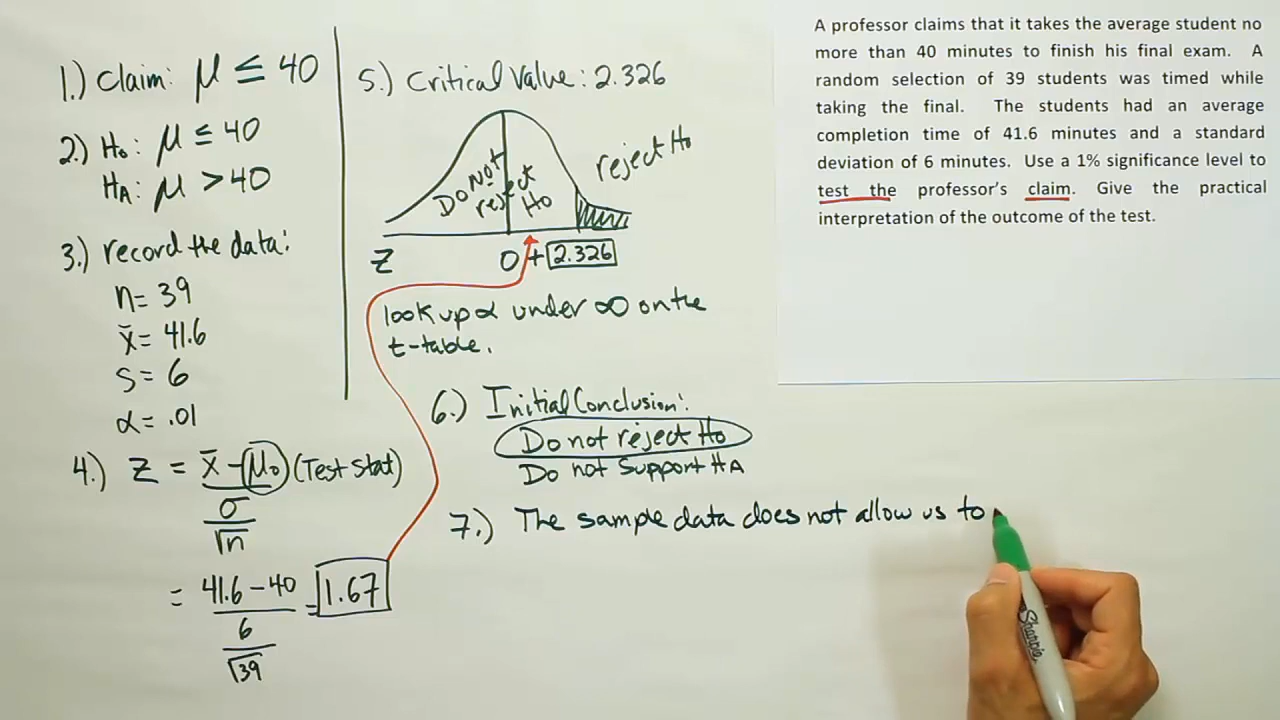 1.) Claim: μ ≤ 40
2.) Ho: μ ≤ 40
HA: μ > 40
3.) record the data:
n = 39
x̄ = 41.6
s = 6
α = .01
4.) Z = x̄ - μo (Test Stat)
σ
√n
= 41.6 - 40 = 1.67
6
√39
5.) Critical Value: 2.326
Do Not
reject
Ho
reject Ho
Z 0 + 2.326
look up α under ∞ on the
t-table.
6.) Initial Conclusion:
Do not reject Ho
Do not Support HA
7.) The sample data does not allow us to
A professor claims that it takes the average student no
more than 40 minutes to finish his final exam. A
random selection of 39 students was timed while
taking the final. The students had an average
completion time of 41.6 minutes and a standard
deviation of 6 minutes. Use a 1% significance level to
test the professor's claim. Give the practical
interpretation of the outcome of the test.
Sharpie